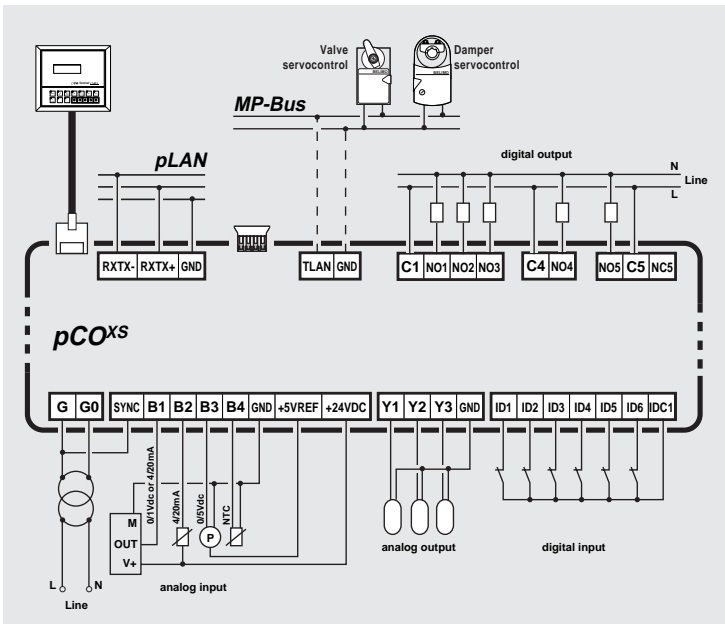 Valve
servocontrol
Damper
servocontrol
BELIMO
BELIMO
MP-Bus
pLAN
digital output
N
Line
L
RXTX- RXTX+ GND
TLAN GND
C1 NO1 NO2 NO3
C4 NO4
NO5 C5 NC5
pCOXS
G G0
SYNC B1 B2 B3 B4 GND +5VREF +24VDC
Y1 Y2 Y3 GND
ID1 ID2 ID3 ID4 ID5 ID6 IDC1
0/1Vdc or 4/20mA
4/20mA
0/5Vdc
NTC
M
OUT
V+
P
analog input
analog output
digital input
L N
Line